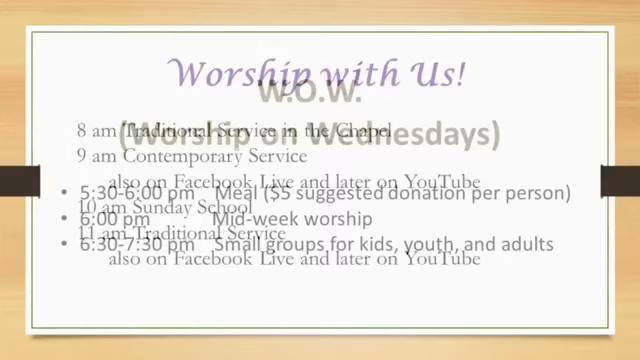 Worship with Us!
W.O.W.
8 am Traditional Service in the Chapel
(Worship on Wednesdays)
9 am Contemporary Service
also on Facebook Live and later on YouTube
• 5:30-6:00 pm Meal ($5 suggested donation per person)
10 am Sunday School
• 6:00 pm Mid-week worship
11 am Traditional Service
• 6:30-7:30 pm Small groups for kids, youth, and adults
also on Facebook Live and later on YouTube